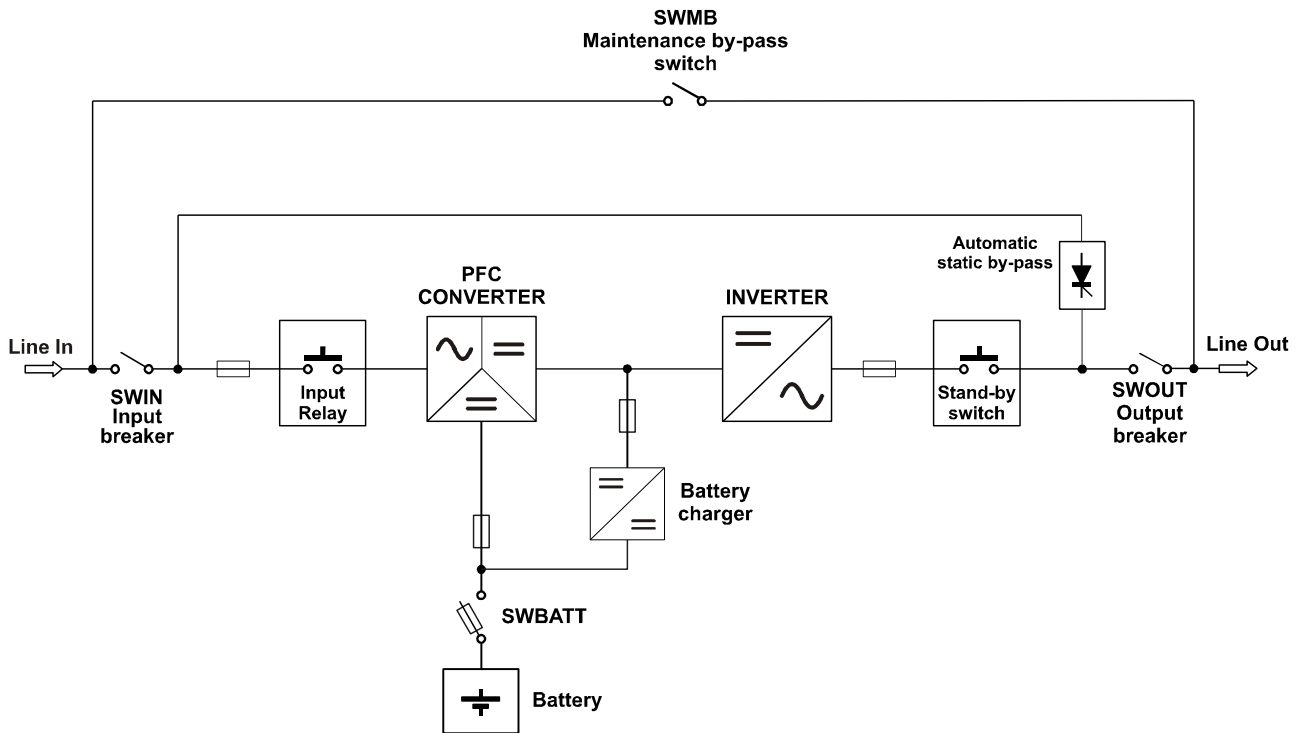 SWMB
Maintenance by-pass
switch
Automatic
static by-pass
PFC
CONVERTER
INVERTER
Line In
Line Out
SWIN
Input
breaker
Input
Relay
Stand-by
switch
SWOUT
Output
breaker
Battery
charger
SWBATT
Battery